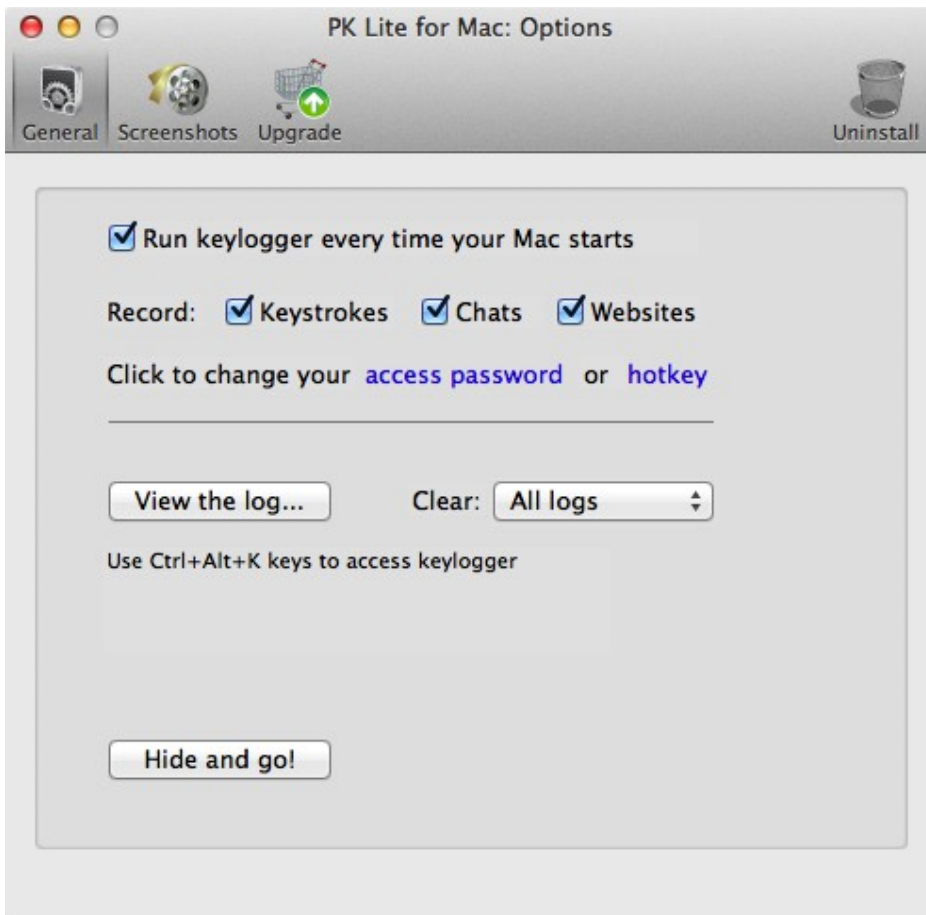 PK Lite for Mac: Options
General Screenshots Upgrade Uninstall
Run keylogger every time your Mac starts
Record: Keystrokes Chats Websites
Click to change your access password or hotkey
View the log... Clear: All logs
Use Ctrl+Alt+K keys to access keylogger
Hide and go!